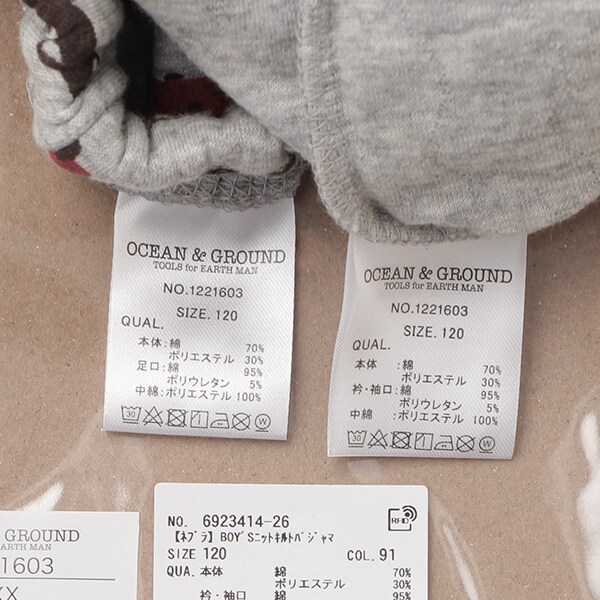 OCEAN & GROUND
TOOLS for EARTH MAN
NO.1221603
SIZE. 120
QUAL.
本体:綿 70%
ポリエステル 30%
足口:綿 95%
ポリウレタン 5%
中綿:ポリエステル 100%
30
W
OCEAN & GROUND
TOOLS for EARTH MAN
NO.1221603
SIZE. 120
QUAL.
本体 :綿 70%
ポリエステル 30%
衿・袖口:綿 95%
ポリウレタン 5%
中綿 :ポリエステル 100%
30
W
& GROUND
EARTH MAN
1603
NO. 6923414-26
RFID
【ネプラ】BOY'Sニットキルトパジャマ
SIZE 120 COL. 91
QUA. 本体 綿 70%
ポリエステル 30%
衿・袖口 綿 95%